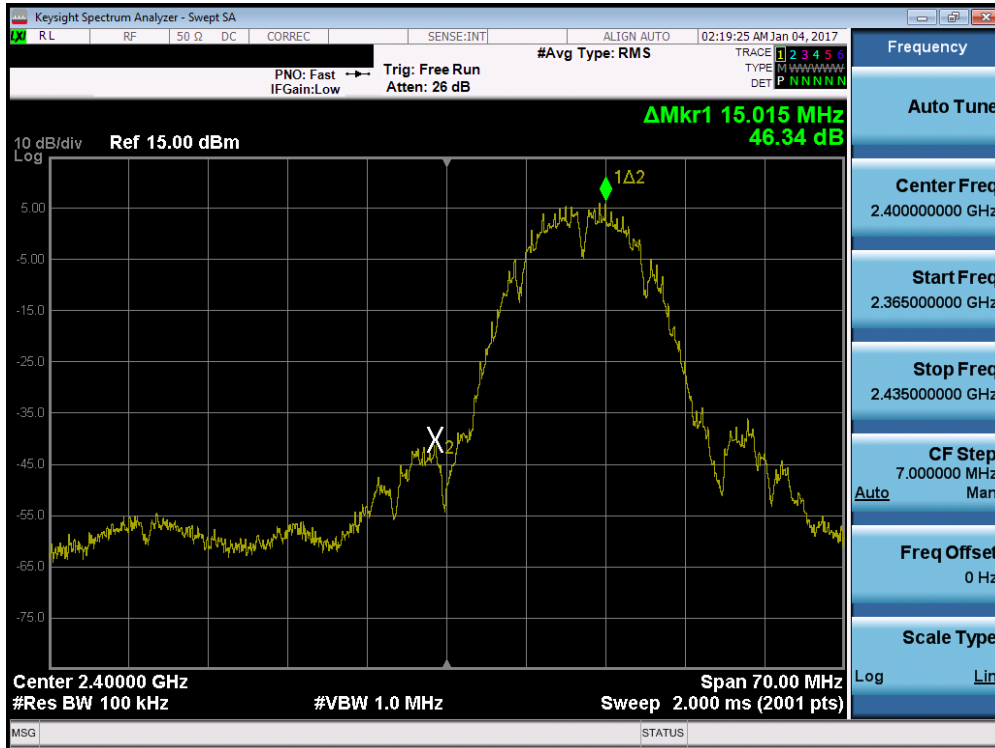 Keysight Spectrum Analyzer - Swept SA
LXI RL RF 50 Ω DC CORREC SENSE:INT ALIGN AUTO 02:19:25 AM Jan 04, 2017
#Avg Type: RMS
TRACE 1 2 3 4 5 6
TYPE M W W W W W
DET P N N N N N
PNO: Fast Trig: Free Run
IFGain:Low Atten: 26 dB
ΔMkr1 15.015 MHz
46.34 dB
10 dB/div Ref 15.00 dBm
Log
1Δ2
5.00
-5.00
-15.0
-25.0
-35.0
2
-45.0
-55.0
-65.0
-75.0
Center 2.40000 GHz Span 70.00 MHz
#Res BW 100 kHz #VBW 1.0 MHz Sweep 2.000 ms (2001 pts)
MSG STATUS
Frequency
Auto Tune
Center Freq
2.400000000 GHz
Start Freq
2.365000000 GHz
Stop Freq
2.435000000 GHz
CF Step
7.000000 MHz
Auto Man
Freq Offset
0 Hz
Scale Type
Log Lin